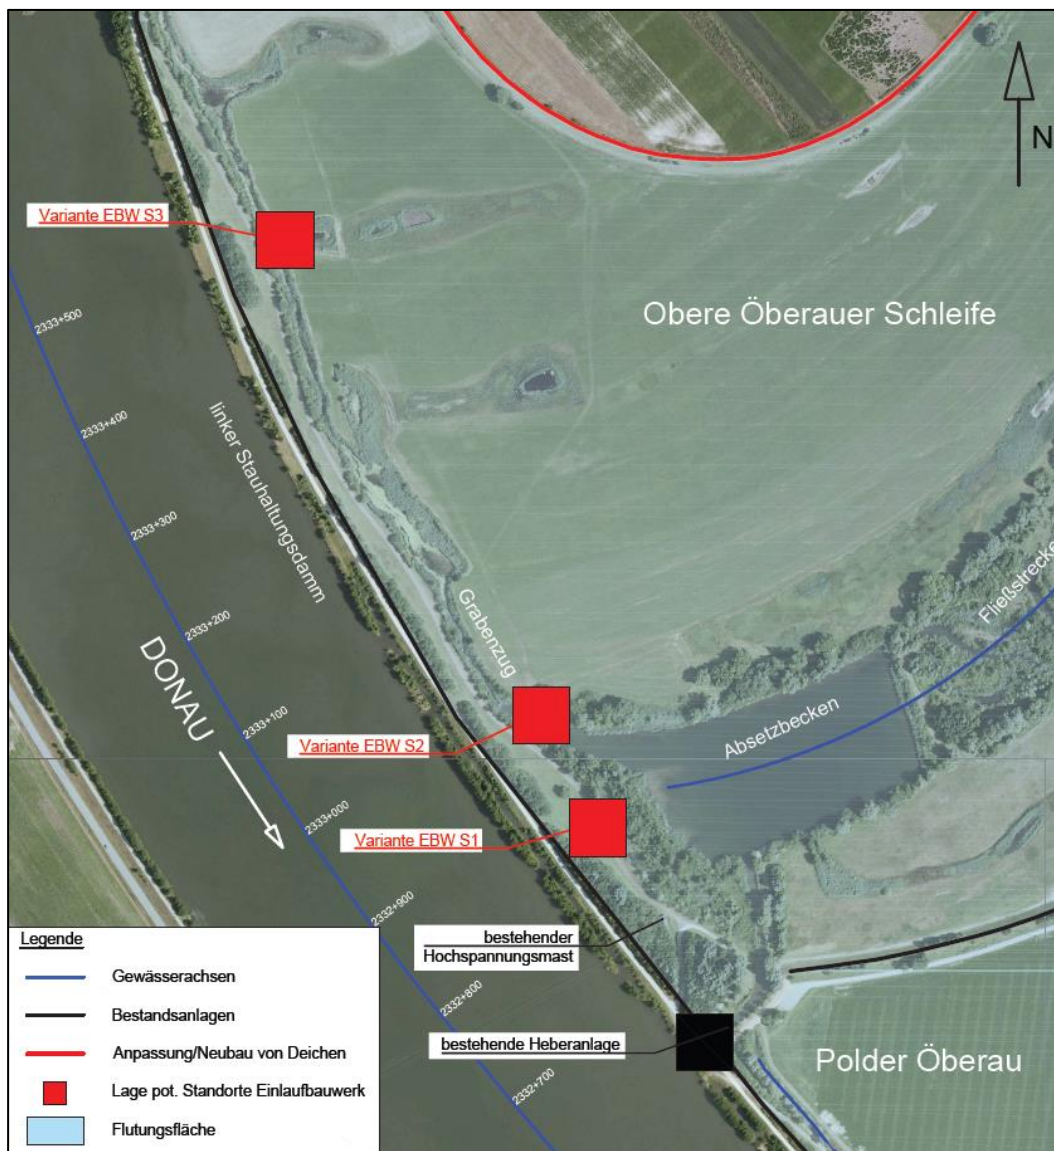 N
Variante EBW S3
Obere Öberauer Schleife
2333+500
2333+400
linker Stauhaltungsdamm
2333+300
2333+200
Grabenzug
Fließstrecke
DONAU
2333+100
Absetzbecken
Variante EBW S2
2333+000
Variante EBW S1
2332+900
bestehender
Hochspannungsmast
2332+800
bestehende Heberanlage
2332+700
Polder Öberau
Legende
Gewässerachsen
Bestandsanlagen
Anpassung/Neubau von Deichen
Lage pot. Standorte Einlaufbauwerk
Flutungsfläche